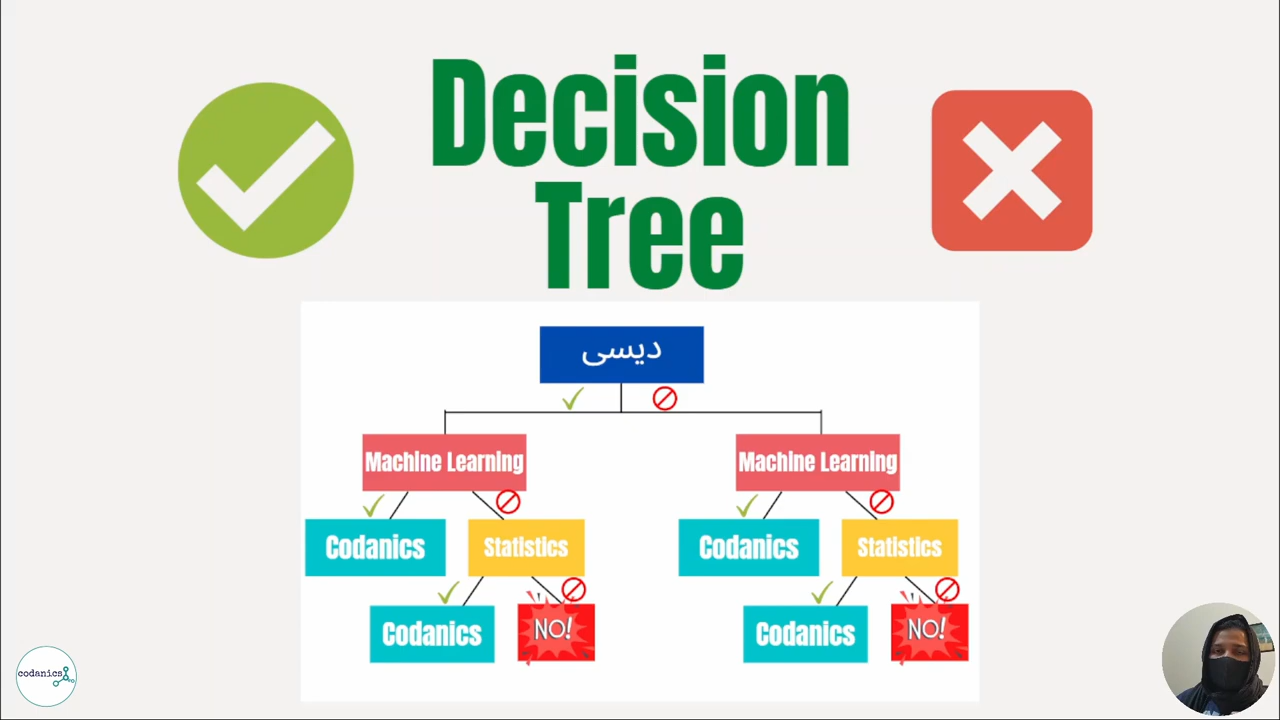 Decision
Tree
دیسی
Machine Learning
Machine Learning
Codanics
Statistics
Codanics
Statistics
Codanics
NO!
Codanics
NO!
codanics